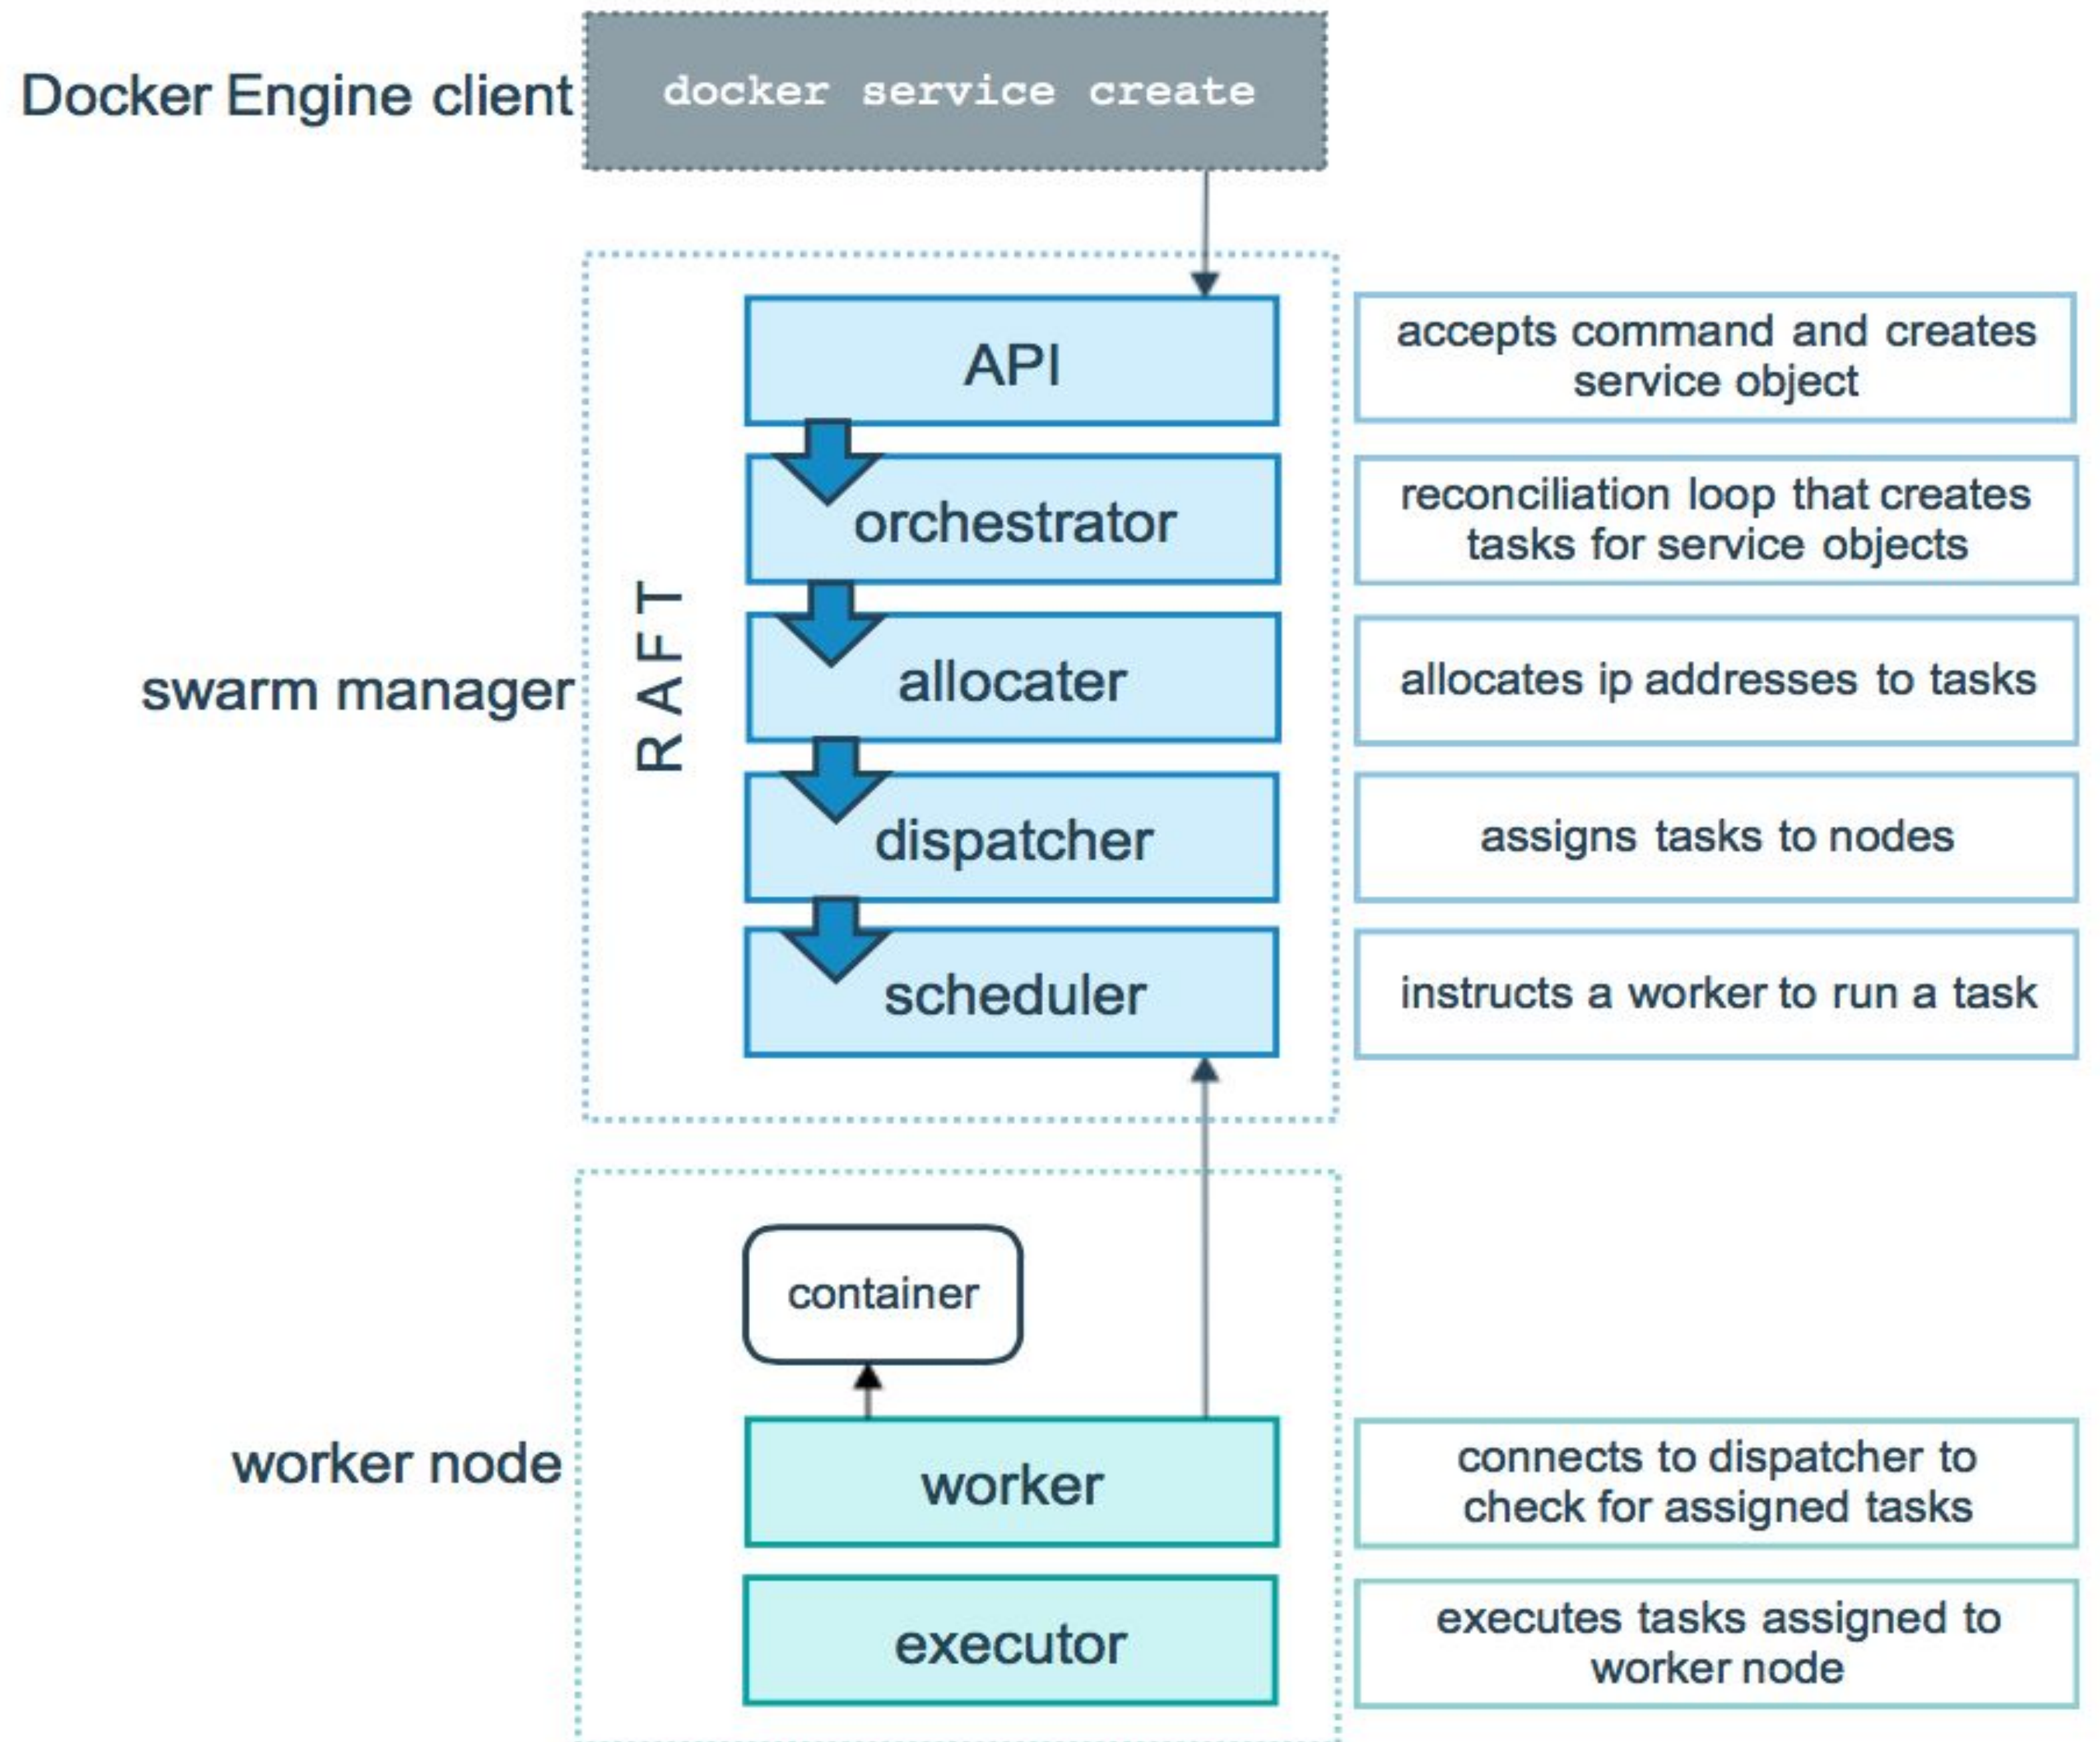 Docker Engine client
docker service create
API
accepts command and creates
service object
orchestrator
reconciliation loop that creates
tasks for service objects
swarm manager
RAFT
allocater
allocates ip addresses to tasks
dispatcher
assigns tasks to nodes
scheduler
instructs a worker to run a task
container
worker node
worker
connects to dispatcher to
check for assigned tasks
executor
executes tasks assigned to
worker node